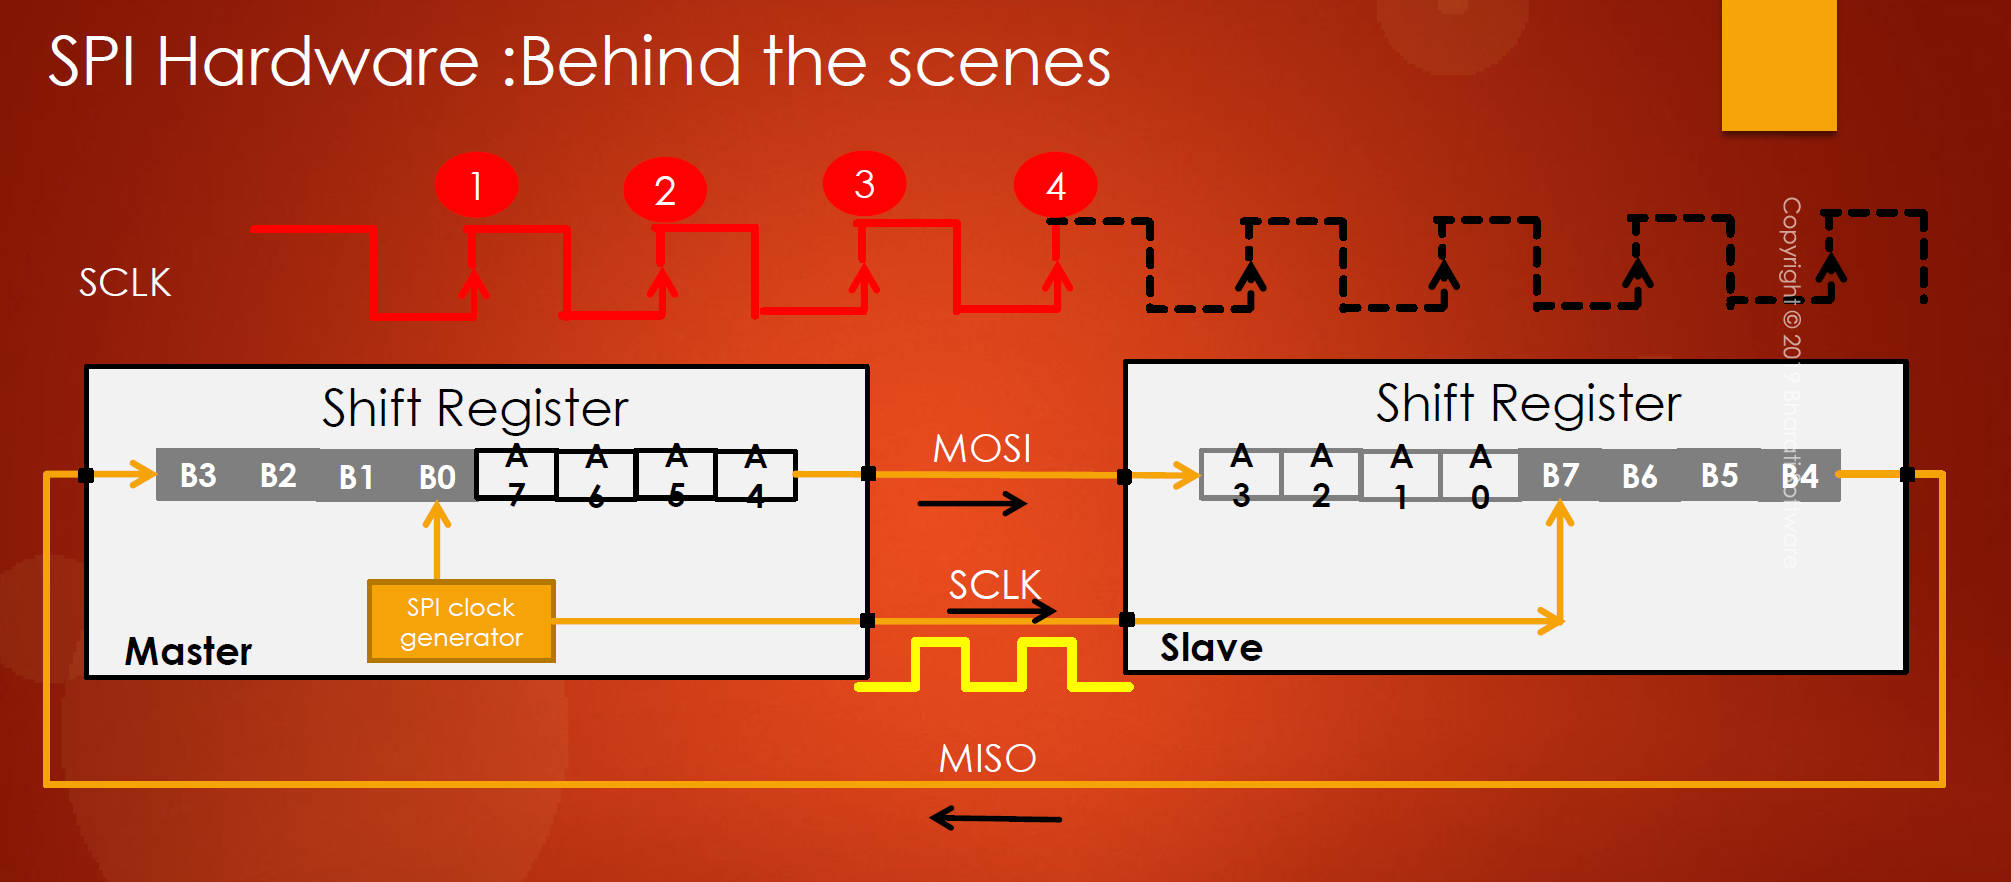 SPI Hardware :Behind the scenes
1
2
3
4
SCLK
Shift Register
Shift Register
B3 B2 B1 B0 A7 A6 A5 A4
MOSI
A3 A2 A1 A0 B7 B6 B5 B4
SPI clock
generator
SCLK
Master
Slave
MISO
Copyright © 2019 Bharati Software